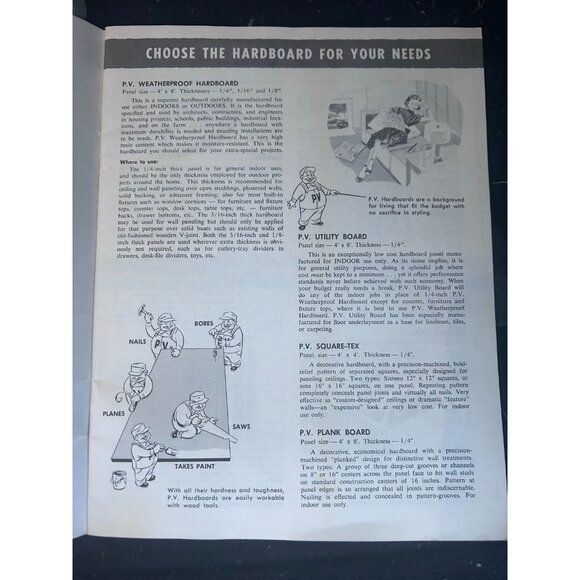 CHOOSE THE HARDBOARD FOR YOUR NEEDS
P.V. WEATHERPROOF HARDBOARD
Panel size — 4' x 8'. Thicknesses — 1/4", 3/16" and 1/8".
This is a superior hardboard carefully manufactured for
use either INDOORS or OUTDOORS. It is the hardboard
specified and used by architects, contractors, and engineers
in housing projects, schools, public buildings, industrial loca-
tions, and on the farm . . . anywhere a hardboard with
maximum durability is needed and exacting installations are
to be made. P.V. Weatherproof Hardboard has a very high
resin content which makes it moisture-resistant. This is the
hardboard you should select for your extra-special projects.
Where to use:
The 1/4-inch thick, panel is for general indoor uses,
and should be the only thickness employed for outdoor pro-
jects around the home. This thickness is recommended for
ceiling and wall paneling over open studdings, plastered walls,
solid backing, or adequate framing, also for most built-in
fixtures such as window cornices — for furniture and fixture
tops, counter tops, desk tops, table tops, etc. — furniture
backs, drawer bottoms, etc. The 3/16-inch thick hardboard
may be used for wall paneling but should only be applied
for that purpose over solid bases such as existing walls of
old-fashioned wooden V-joint. Both the 3/16-inch and 1/8-
inch thick panels are used wherever extra thickness is obvi-
ously not required, such as for cutlery-tray dividers in
drawers, desk-file dividers, toys, etc.
NAILS
BORES
P.V.
PLANES
SAWS
TAKES PAINT
With all their hardness and toughness,
P.V. Hardboards are easily workable
with wood tools.
PV
P.V. Hardboards are a background
for living that fit the budget with
no sacrifice in styling.
P.V. UTILITY BOARD
Panel size — 4' x 8'. Thickness — 1/4".
This is an exceptionally low cost hardboard panel manu-
factured for INDOOR use only. As its name implies, it is
for general utility purposes, doing a splendid job where
cost must be kept to a minimum . . . yet it offers performance
standards never before achieved with such economy. When
your budget really needs a break, P.V. Utility Board will
do any of the indoor jobs in place of 1/4-inch P.V.
Weatherproof Hardboard except for counter, furniture and
fixture tops, where it is best to use P.V. Weatherproof
Hardboard. P.V. Utility Board has been especially manu-
factured for floor underlayment as a base for linoleum, tiles,
or carpeting.
P.V. SQUARE-TEX
Panel size — 4' x 4'. Thickness — 1/4".
A decorative hardboard, with a precision-machined, bold-
relief pattern of separated squares, especially designed for
paneling ceilings. Two types: Sixteen 12" x 12" squares, or
nine 16" x 16" squares, on one panel. Repeating pattern
completely conceals panel joints and virtually all nails. Very
effective as "custom-designed" ceilings or dramatic "feature"
walls—an "expensive" look at very low cost. For indoor
use only.
P.V. PLANK BOARD
Panel size — 4' x 8'. Thickness — 1/4".
A decorative, economical hardboard with a precision-
machined "planked" design for distinctive wall treatments.
Two types: A group of three deep-cut grooves or channels
on 8" or 16" centers across the panel face to hit wall studs
on standard construction centers of 16 inches. Pattern at
panel edges is so arranged that all joints are indiscernable.
Nailing is effected and concealed in pattern-grooves. For
indoor use only.